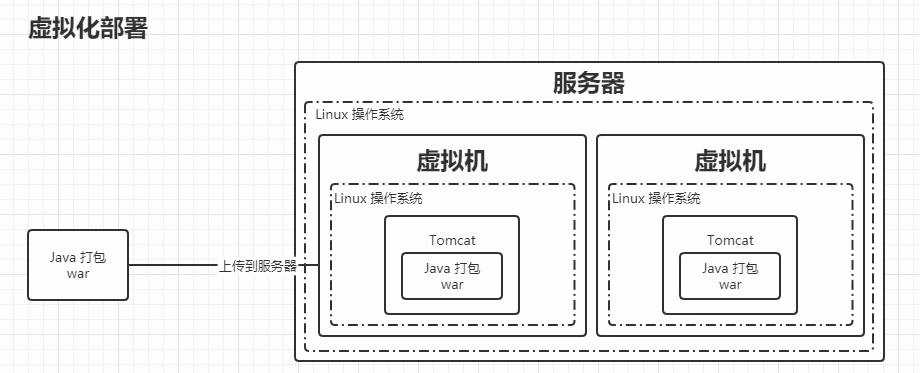 虚拟化部署
服务器
Linux 操作系统
虚拟机
虚拟机
Linux 操作系统
Linux 操作系统
Tomcat
Tomcat
Java 打包
war
上传到服务器
Java 打包
war
Java 打包
war